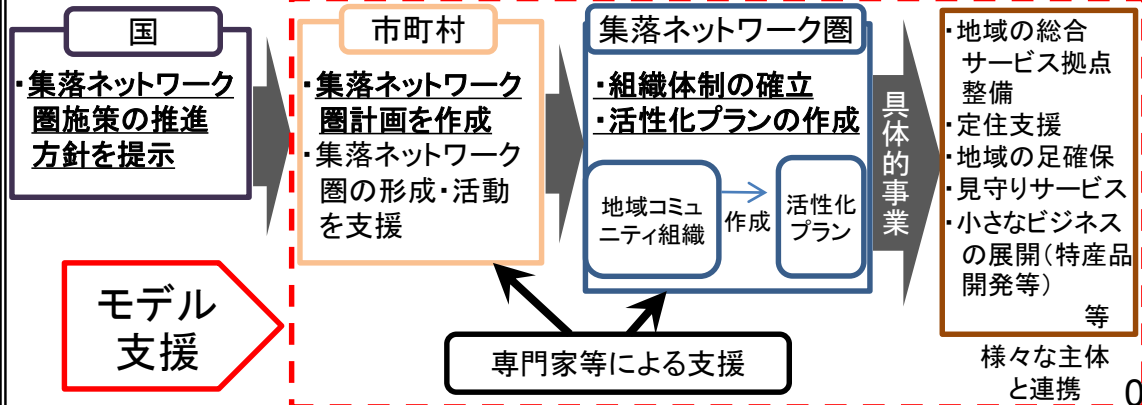 国
・集落ネットワーク
圏施策の推進
方針を提示
市町村
・集落ネットワーク
圏計画を作成
・集落ネットワーク
圏の形成・活動
を支援
集落ネットワーク圏
・組織体制の確立
・活性化プランの作成
地域コミュ
ニティ組織
作成
活性化
プラン
具体的事業
・地域の総合
サービス拠点
整備
・定住支援
・地域の足確保
・見守りサービス
・小さなビジネス
の展開（特産品
開発等）
等
様々な主体
と連携
モデル
支援
専門家等による支援
0